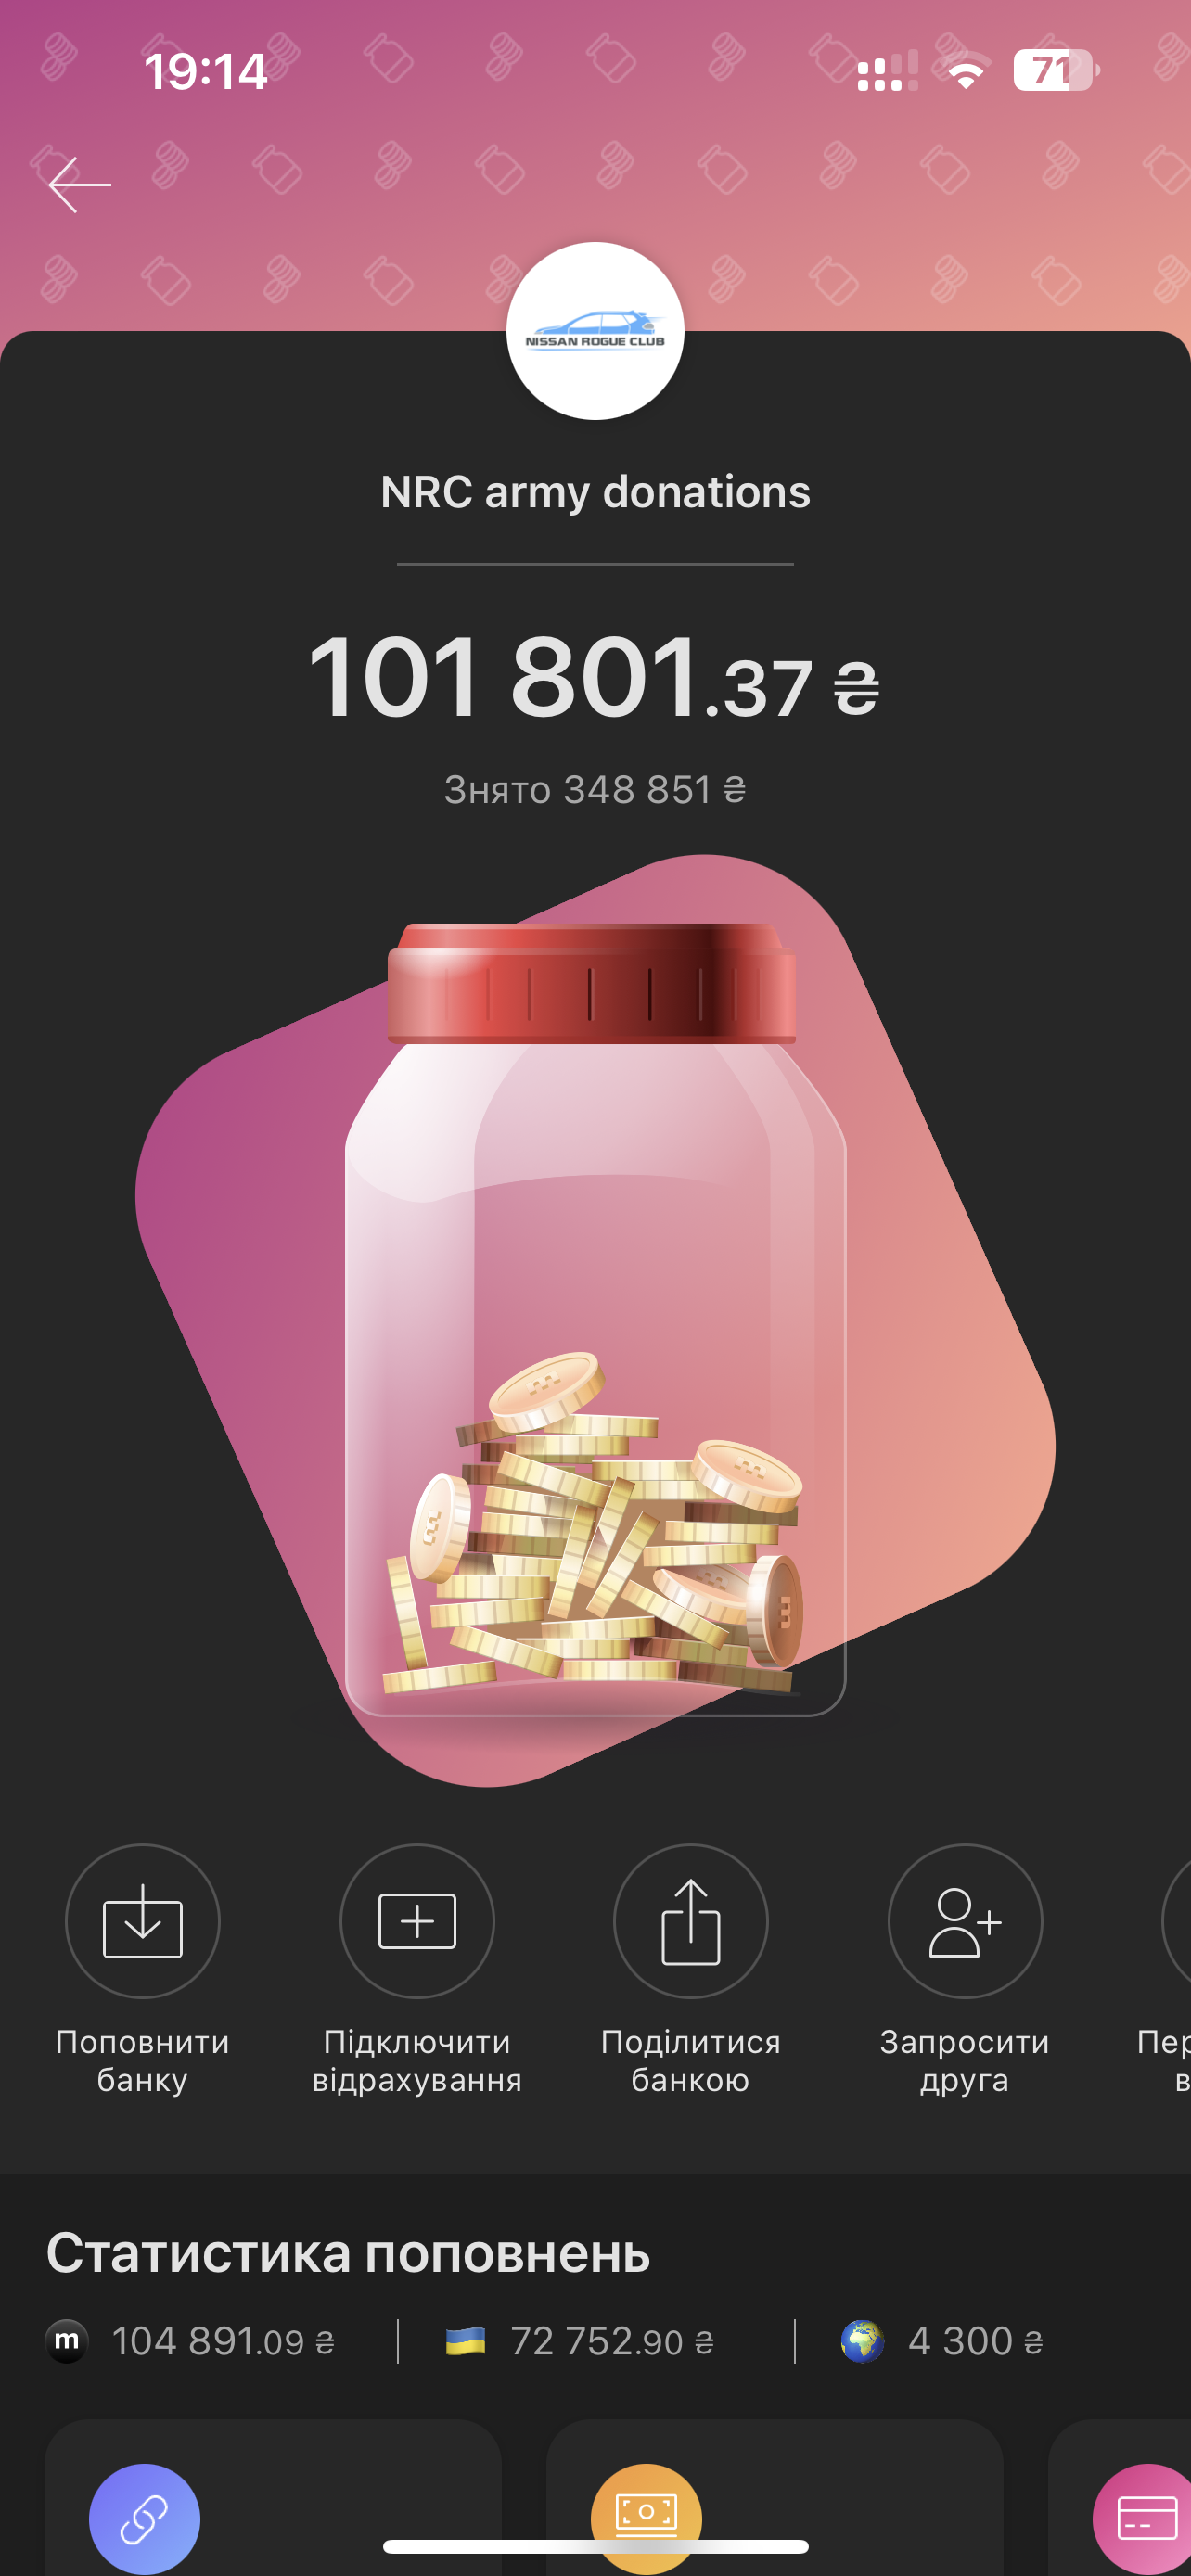 19:14
71
NISSAN ROGUE CLUB
NRC army donations
101 801.37 ₴
Знято 348 851 ₴
Поповнити
банку
Підключити
відрахування
Поділитися
банкою
Запросити
друга
Статистика поповнень
m 104 891.09 ₴ 72 752.90 ₴ 4 300 ₴